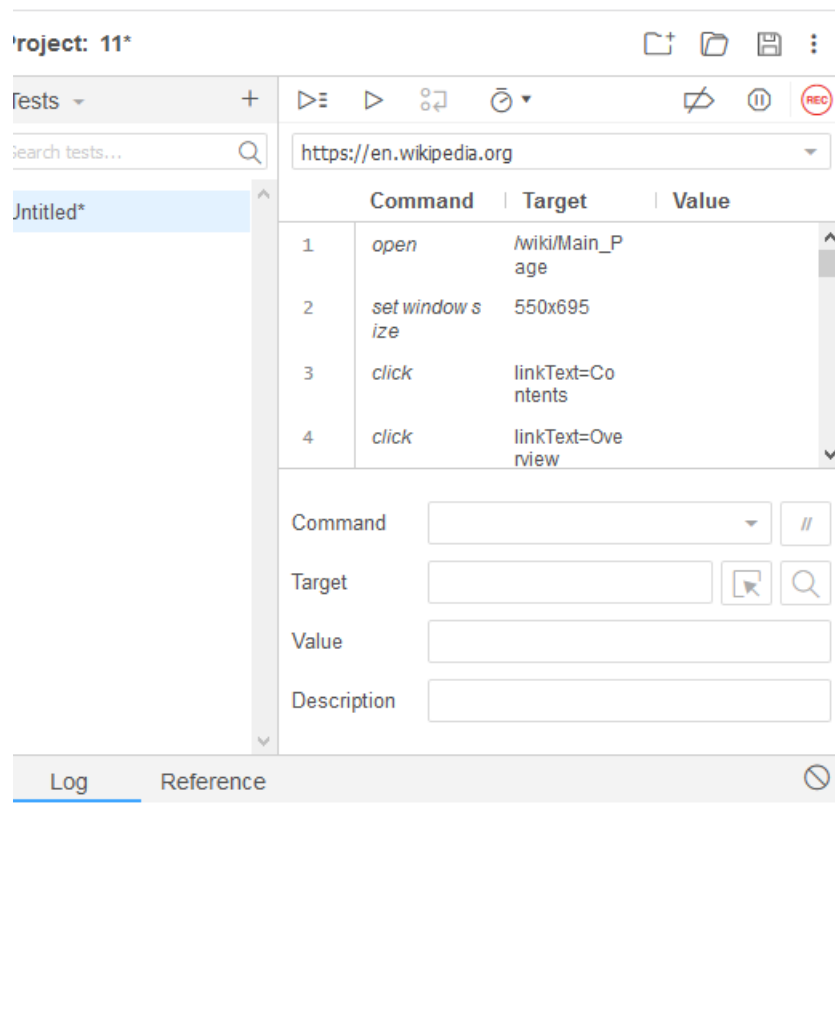 Project: 11*
Tests
Search tests...
Untitled*
REC
https://en.wikipedia.org
Command Target Value
1 open /wiki/Main_P
age
2 set window s 550x695
ize
3 click linkText=Co
ntents
4 click linkText=Ove
rview
Command
//
Target
Value
Description
Log Reference